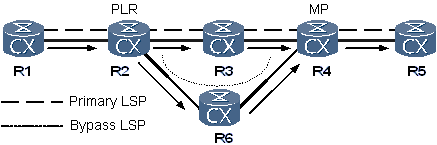 PLR MP
CX CX CX CX CX
R1 R2 R3 R4 R5
Primary LSP
Bypass LSP
CX
R6